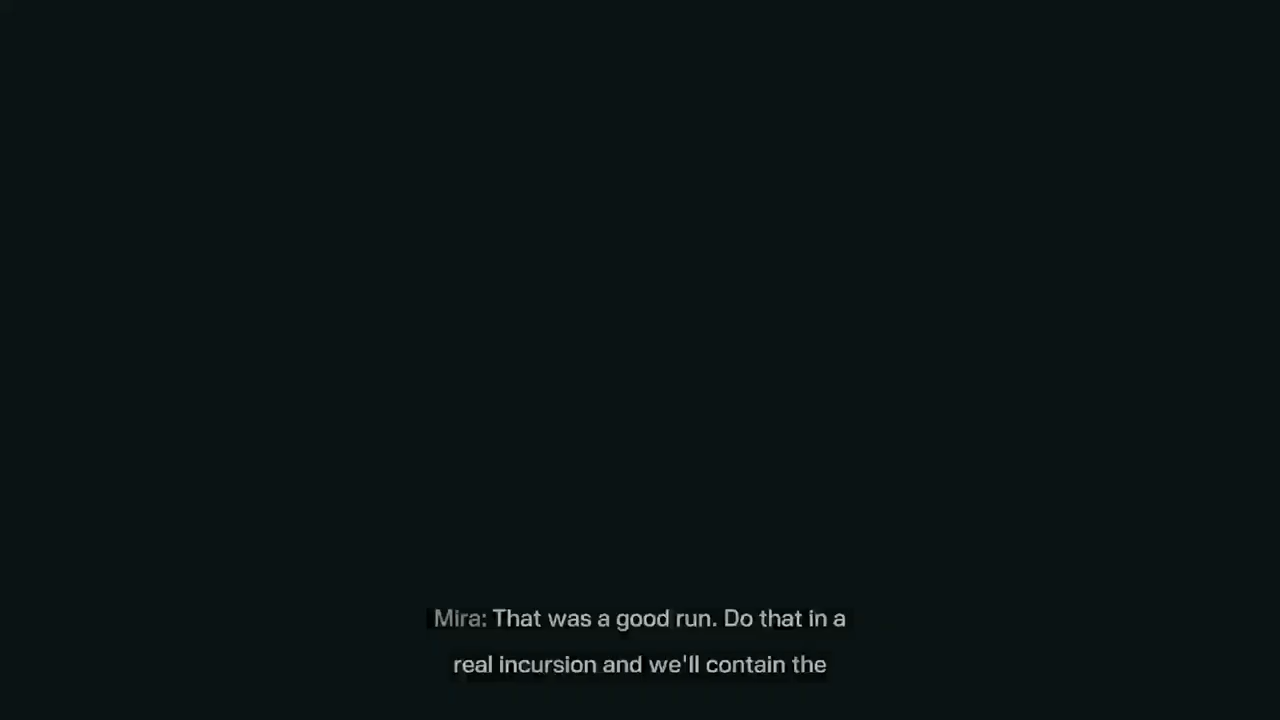 Mira: That was a good run. Do that in a
real incursion and we'll contain the